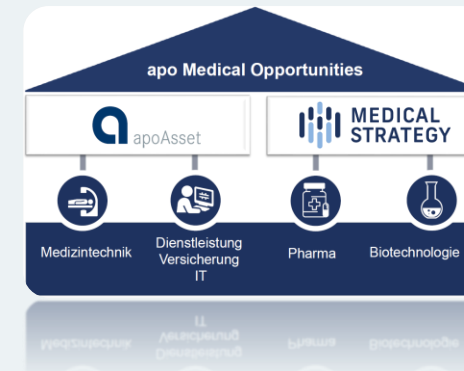 apo Medical Opportunities
apoAsset
MEDICAL
STRATEGY
Medizintechnik
Dienstleistung
Versicherung
IT
Pharma
Biotechnologie